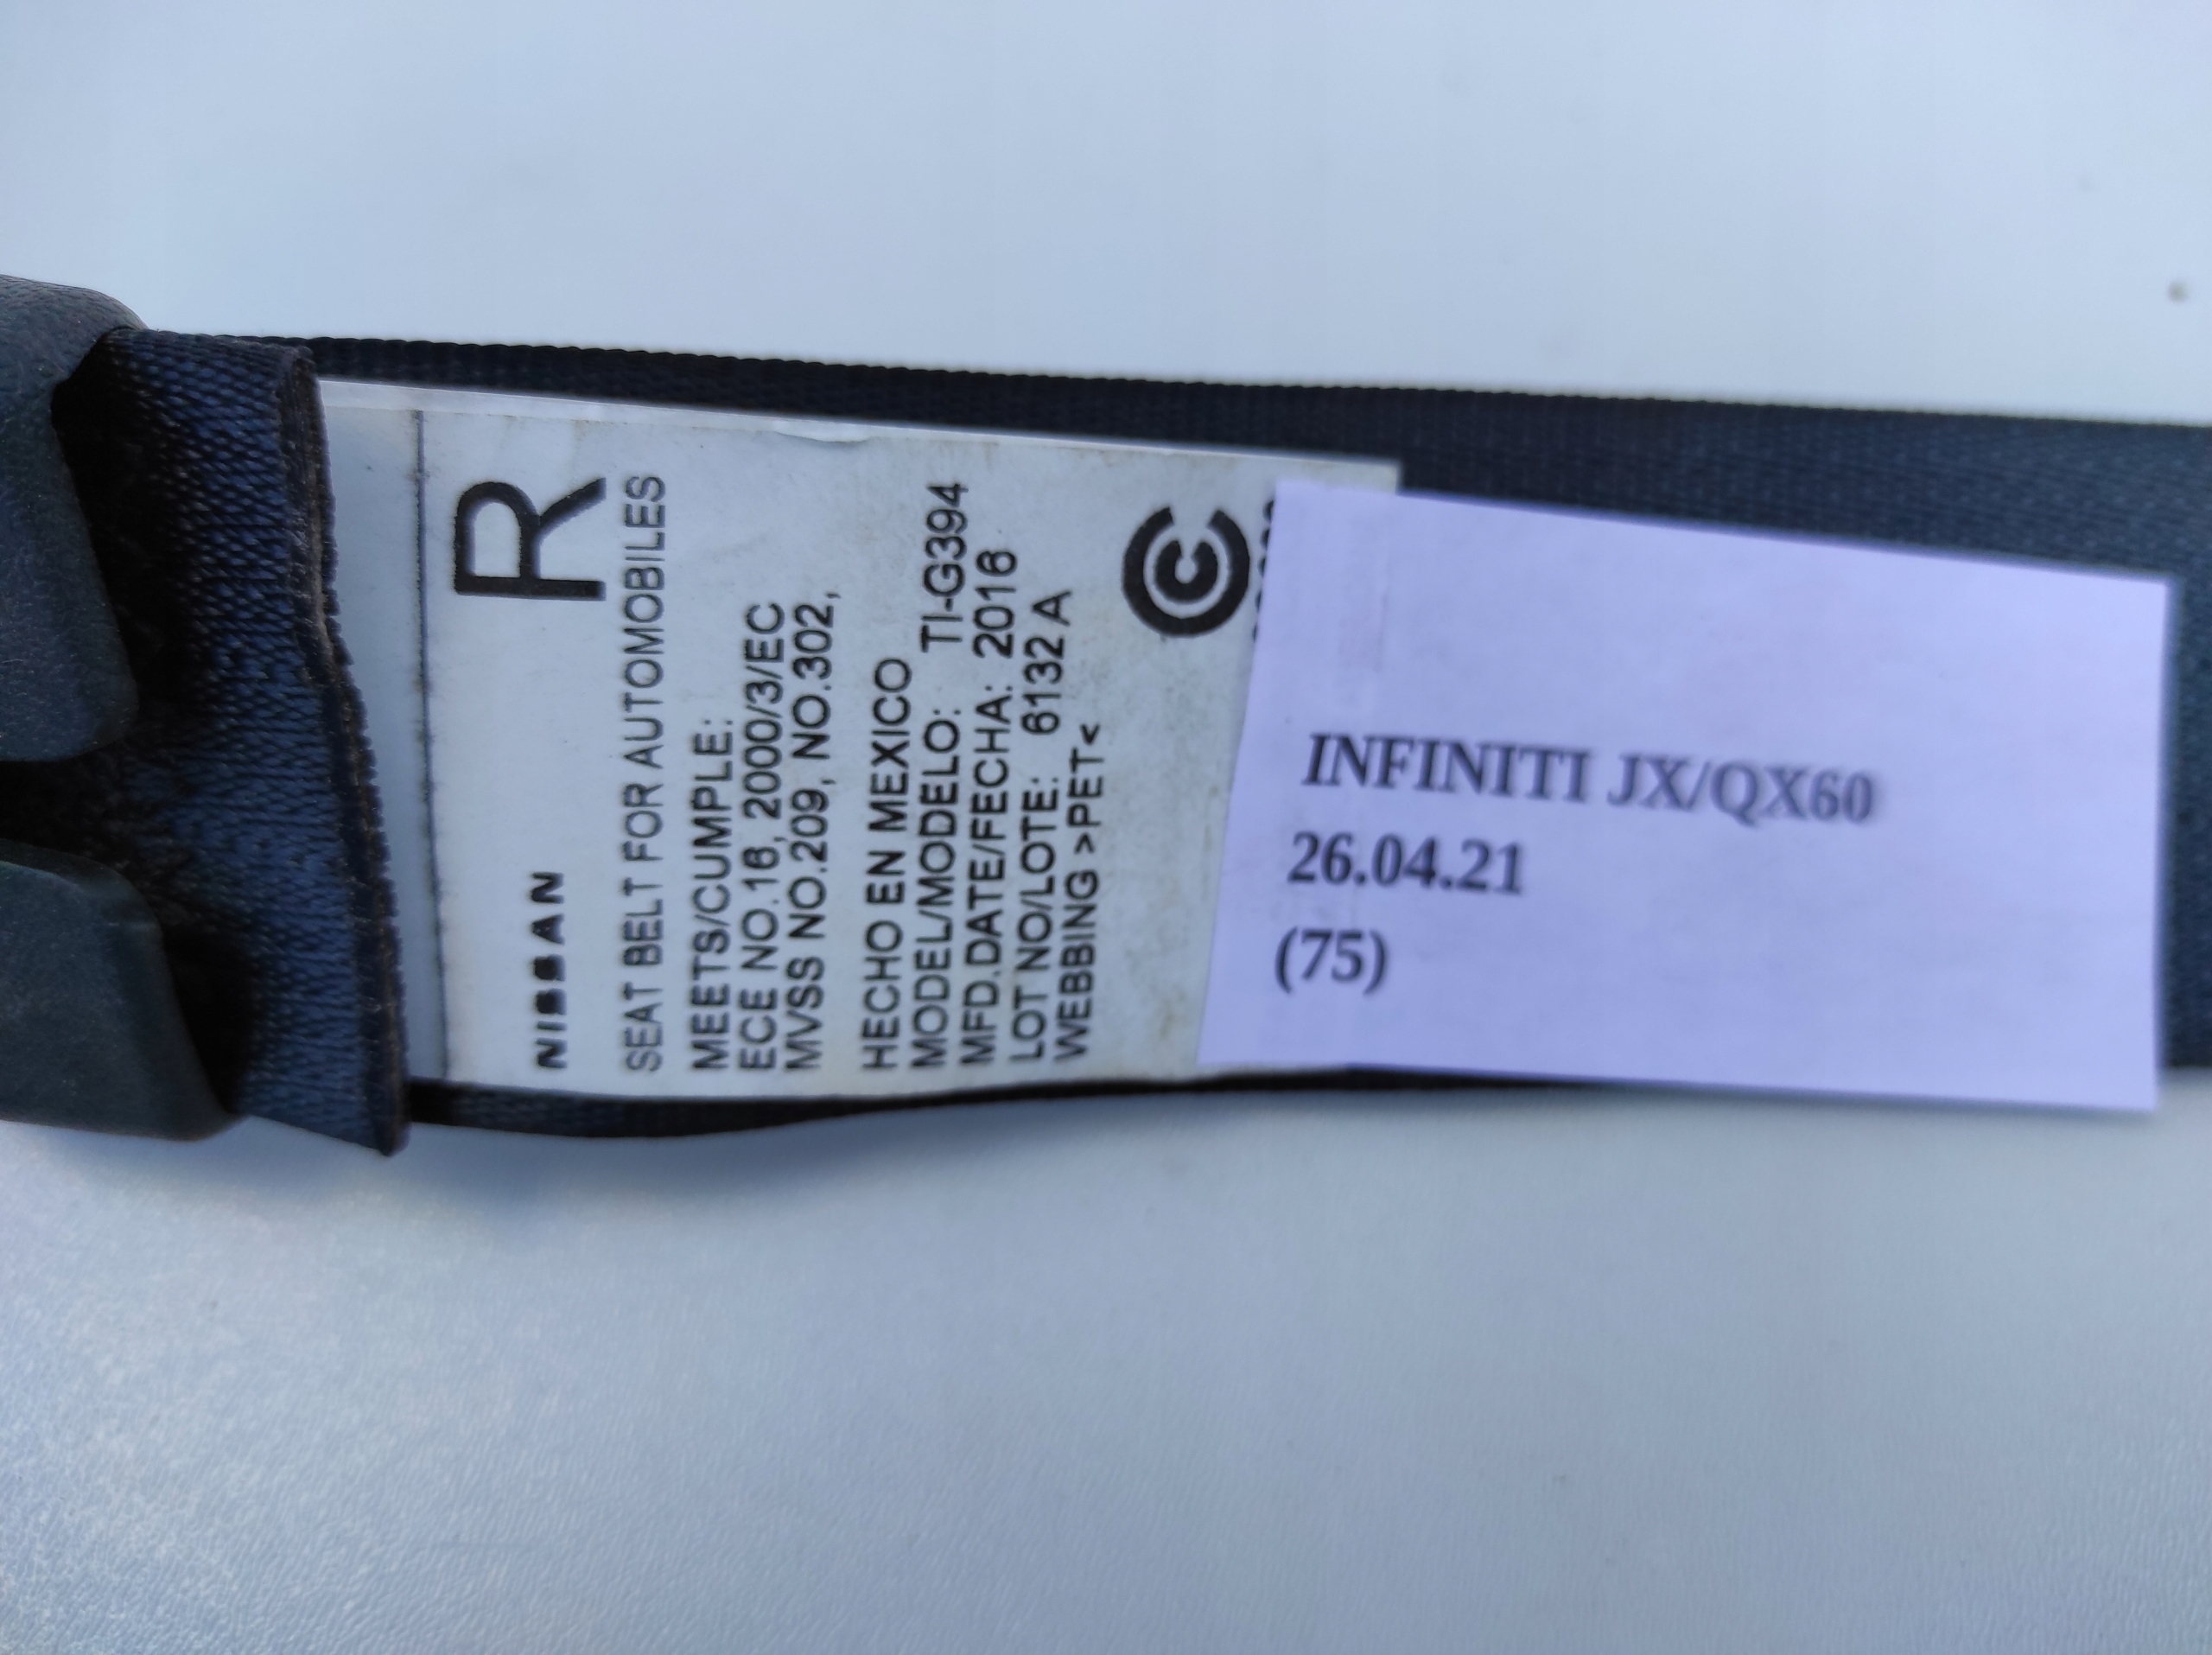 NISSAN R
SEAT BELT FOR AUTOMOBILES
MEETS/CUMPLE:
ECE NO.16, 2000/3/EC
MVSS NO.209, NO.302,
HECHO EN MEXICO
MODEL/MODELO: TI-G394
MFD.DATE/FECHA: 2016
LOT NO/LOTE: 6132 A
WEBBING >PET<
INFINITI JX/QX60
26.04.21
(75)